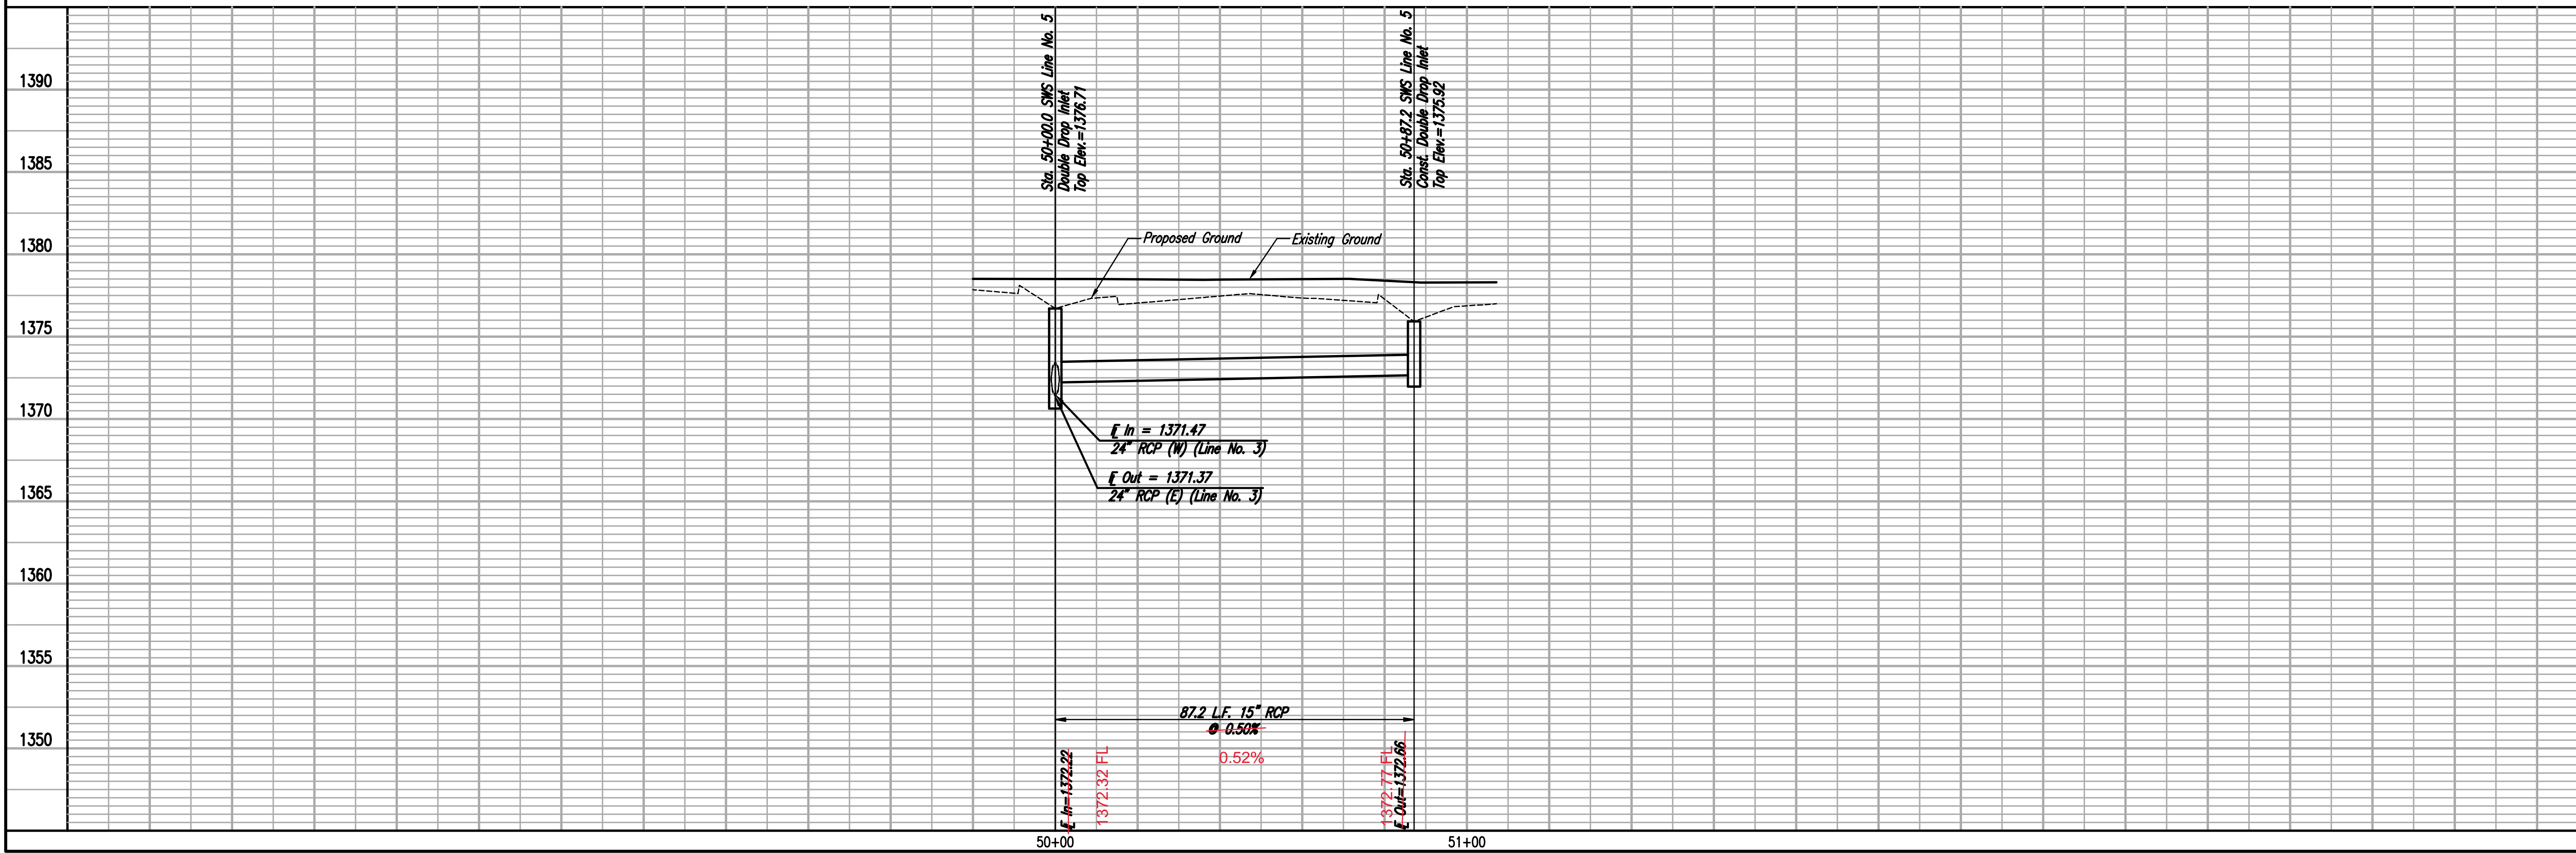 Sta. 50+00.0 SWS Line No. 5
Double Drop Inlet
Top Elev.=1376.71
Sta. 50+87.2 SWS Line No. 5
Const. Double Drop Inlet
Top Elev.=1375.92
1390
1385
1380
1375
1370
1365
1360
1355
1350
Proposed Ground
Existing Ground
℄ In = 1371.47
24" RCP (W) (Line No. 3)
℄ Out = 1371.37
24" RCP (E) (Line No. 3)
87.2 L.F. 15" RCP
@ 0.50%
0.52%
℄ In=1372.22
1372.32 FL
1372.77 FL
℄ Out=1372.66
50+00
51+00